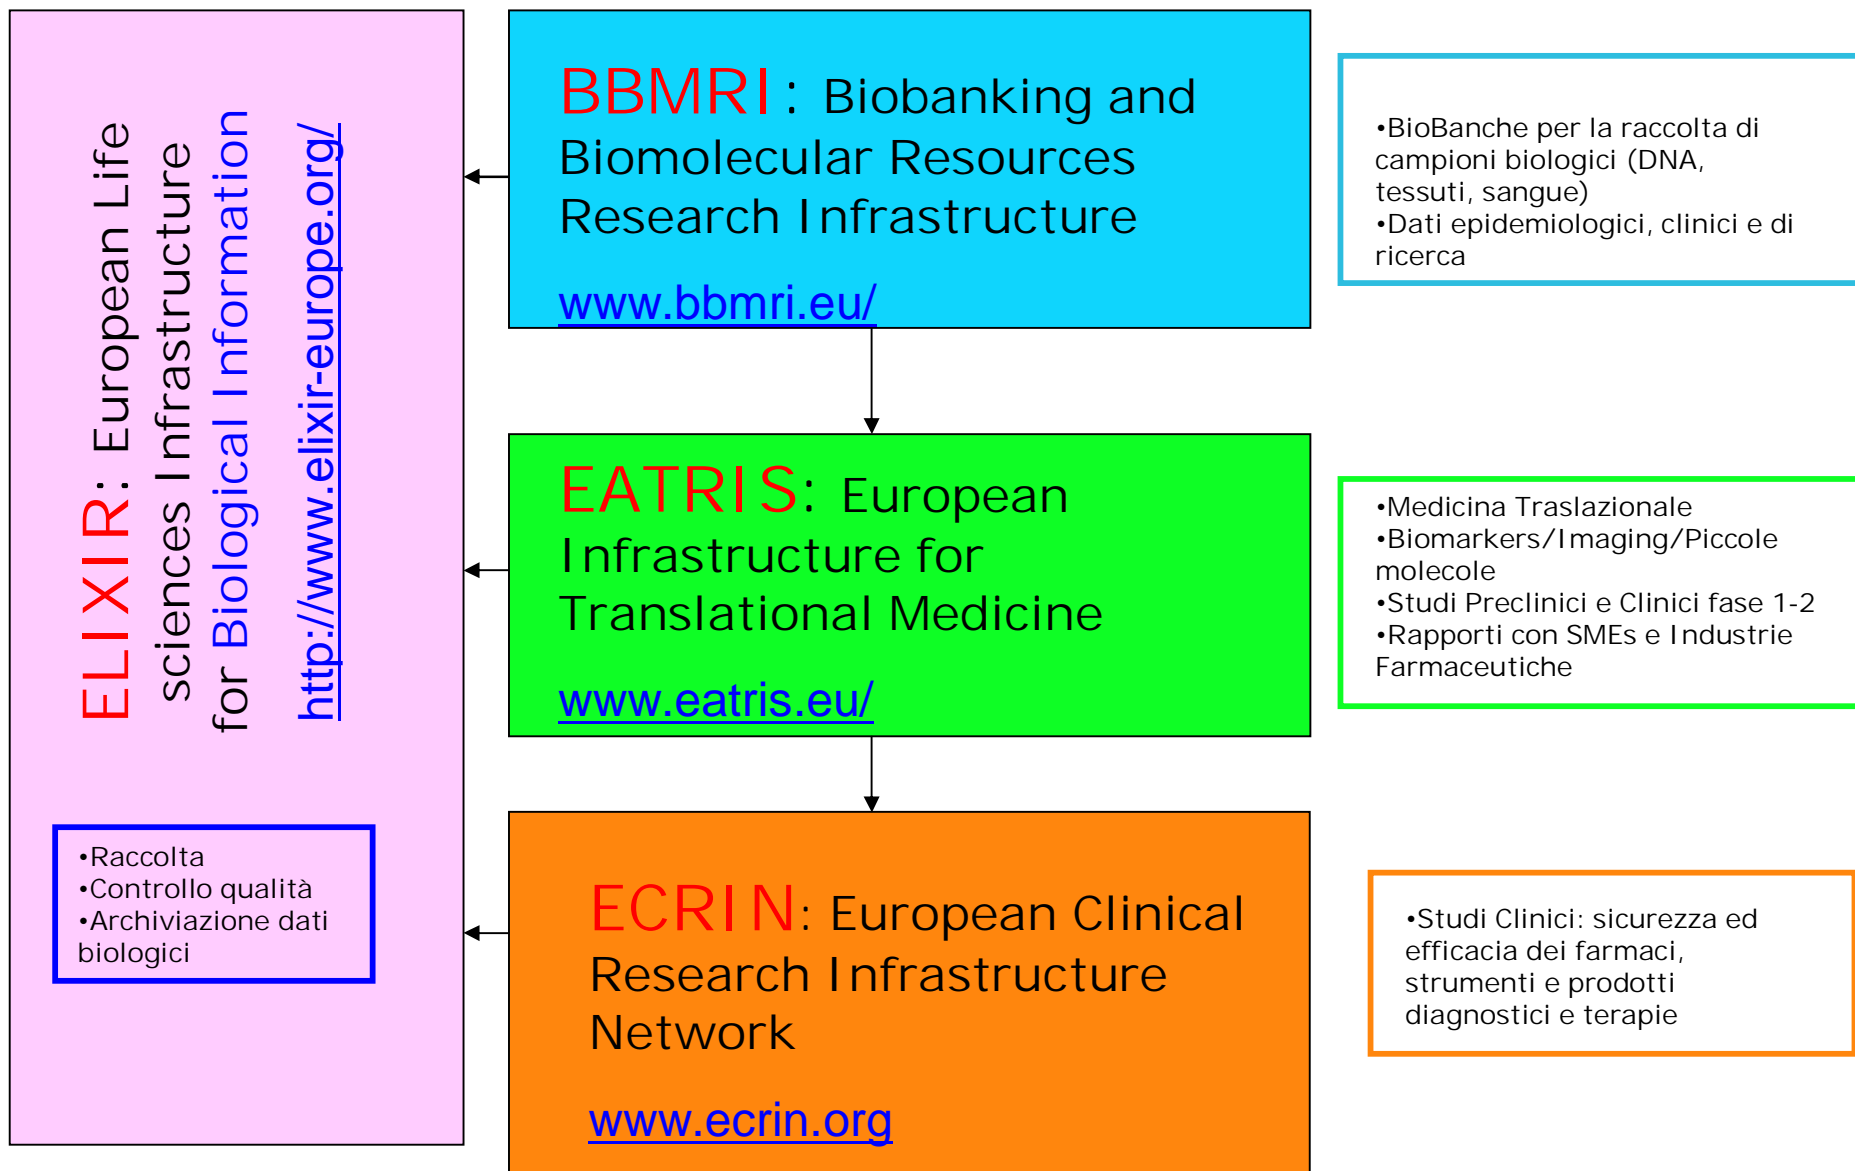 ELIXIR: European Life
sciences Infrastructure
for Biological Information
http://www.elixir-europe.org/
•Raccolta
•Controllo qualità
•Archiviazione dati
biologici
BBMRI: Biobanking and
Biomolecular Resources
Research Infrastructure
www.bbmri.eu/
•BioBanche per la raccolta di
campioni biologici (DNA,
tessuti, sangue)
•Dati epidemiologici, clinici e di
ricerca
EATRIS: European
Infrastructure for
Translational Medicine
www.eatris.eu/
•Medicina Traslazionale
•Biomarkers/Imaging/Piccole
molecole
•Studi Preclinici e Clinici fase 1-2
•Rapporti con SMEs e Industrie
Farmaceutiche
ECRIN: European Clinical
Research Infrastructure
Network
www.ecrin.org
•Studi Clinici: sicurezza ed
efficacia dei farmaci,
strumenti e prodotti
diagnostici e terapie